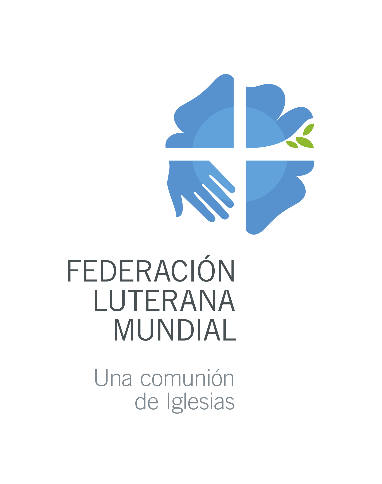 FEDERACIÓN
LUTERANA
MUNDIAL
Una comunión
de Iglesias